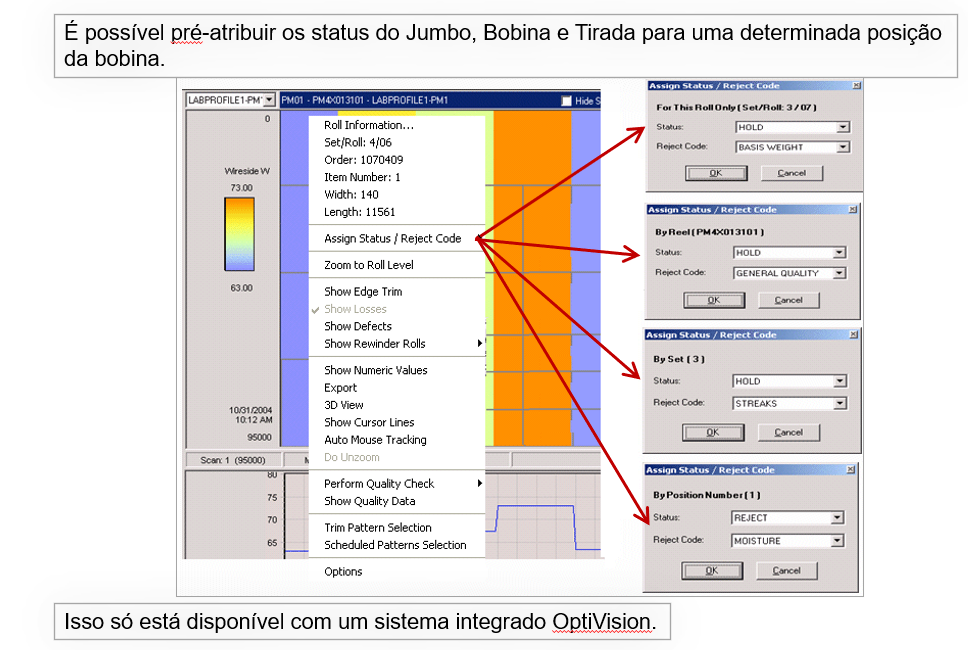 É possível pré-atribuir os status do Jumbo, Bobina e Tirada para uma determinada posição
da bobina.
LABPROFILE1-PM
PM01 - PM4X013101 - LABPROFILE1-PM1
Hide S
0
Wireside W
73.00
63.00
10/31/2004
10:12 AM
95000
Scan: 1 (95000)
80
75
70
65
Roll Information...
Set/Roll: 4/06
Order: 1070409
Item Number: 1
Width: 140
Length: 11561
Assign Status / Reject Code
Zoom to Roll Level
Show Edge Trim
Show Losses
Show Defects
Show Rewinder Rolls
Show Numeric Values
Export
3D View
Show Cursor Lines
Auto Mouse Tracking
Do Unzoom
Perform Quality Check
Show Quality Data
Trim Pattern Selection
Scheduled Patterns Selection
Options
Assign Status / Reject Code
For This Roll Only ( Set/Roll: 3 / 07 )
Status: HOLD
Reject Code: BASIS WEIGHT
OK Cancel
Assign Status / Reject Code
By Reel ( PM4X013101 )
Status: HOLD
Reject Code: GENERAL QUALITY
OK Cancel
Assign Status / Reject Code
By Set ( 3 )
Status: HOLD
Reject Code: STREAKS
OK Cancel
Assign Status / Reject Code
By Position Number ( 1 )
Status: REJECT
Reject Code: MOISTURE
OK Cancel
Isso só está disponível com um sistema integrado OptiVision.